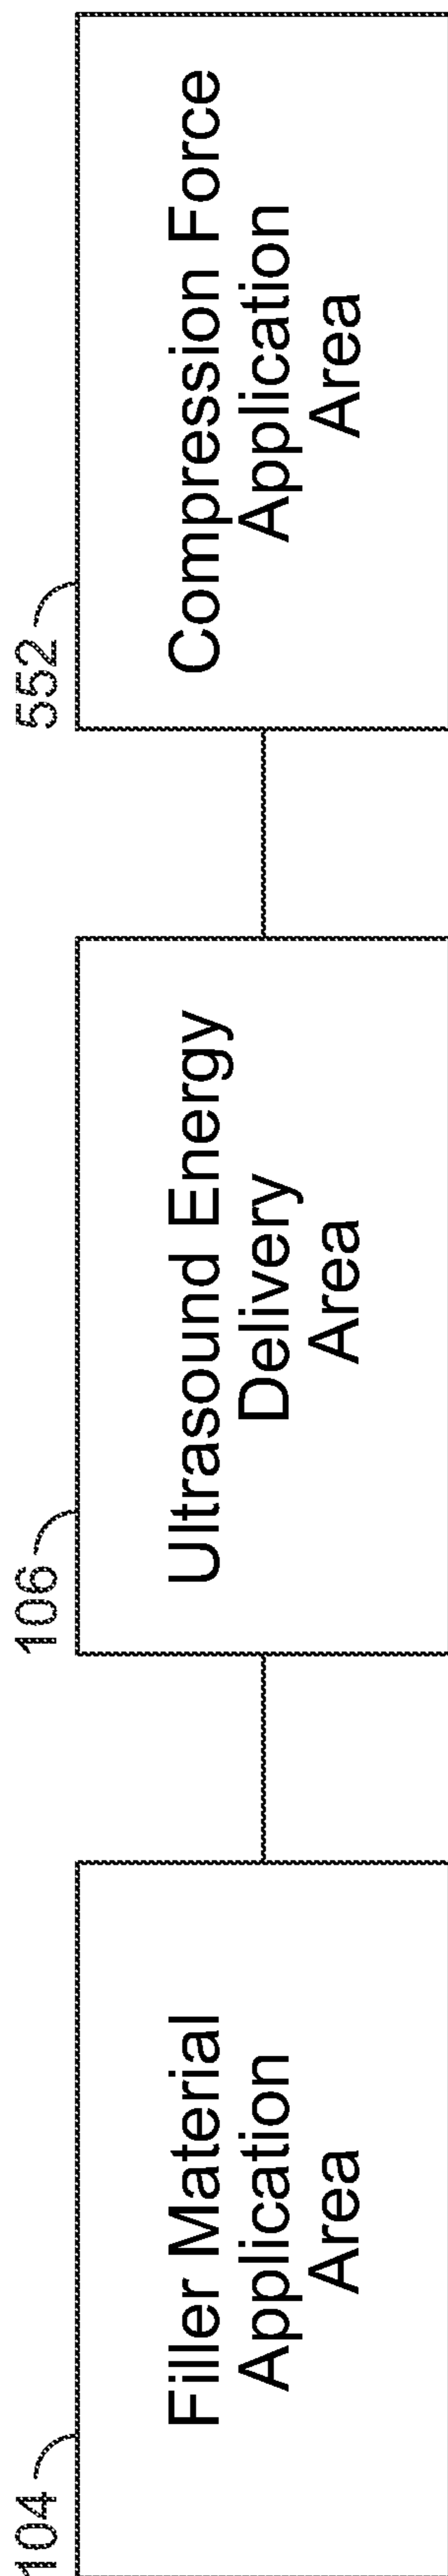 104
Filler Material
Application
Area
106
Ultrasound Energy
Delivery
Area
552
Compression Force
Application
Area